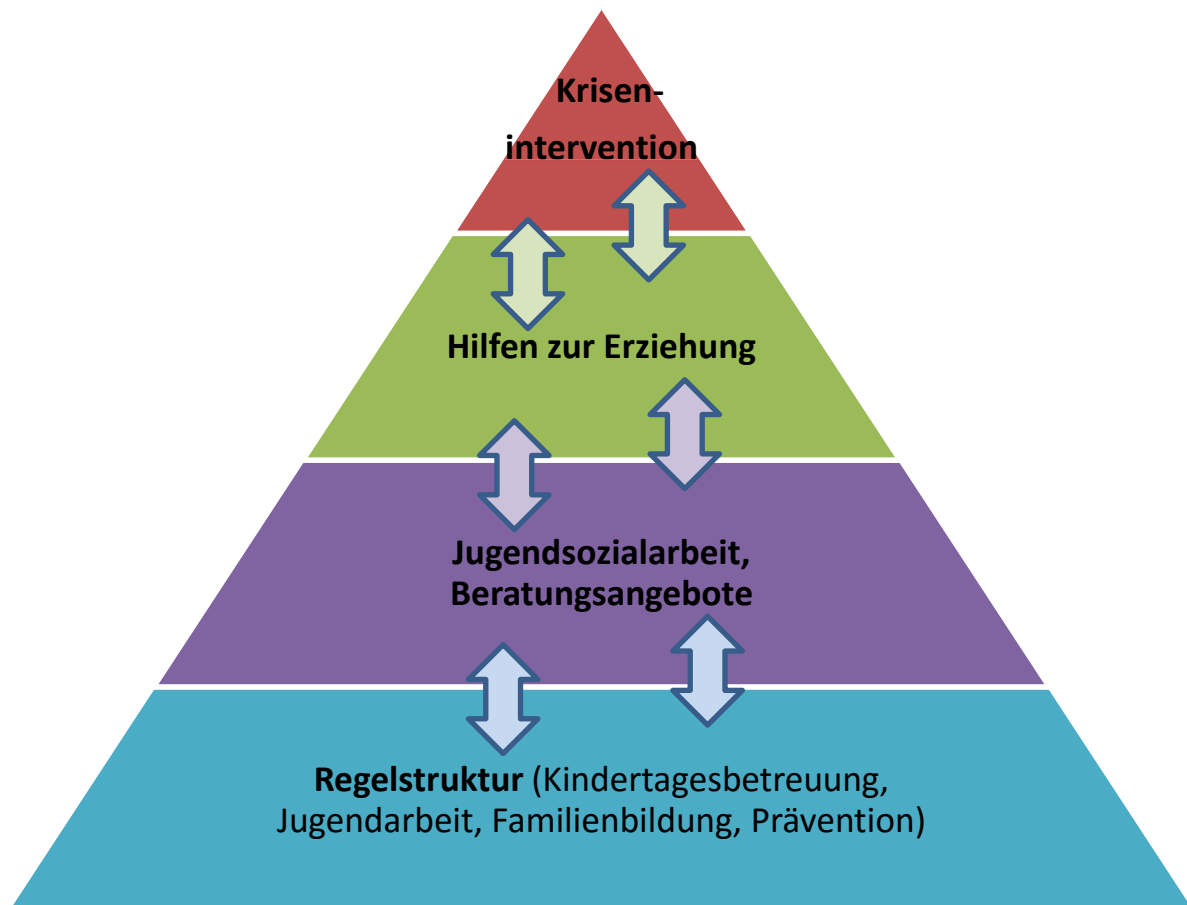 Krisen-
intervention
Hilfen zur Erziehung
Jugendsozialarbeit,
Beratungsangebote
Regelstruktur (Kindertagesbetreuung,
Jugendarbeit, Familienbildung, Prävention)